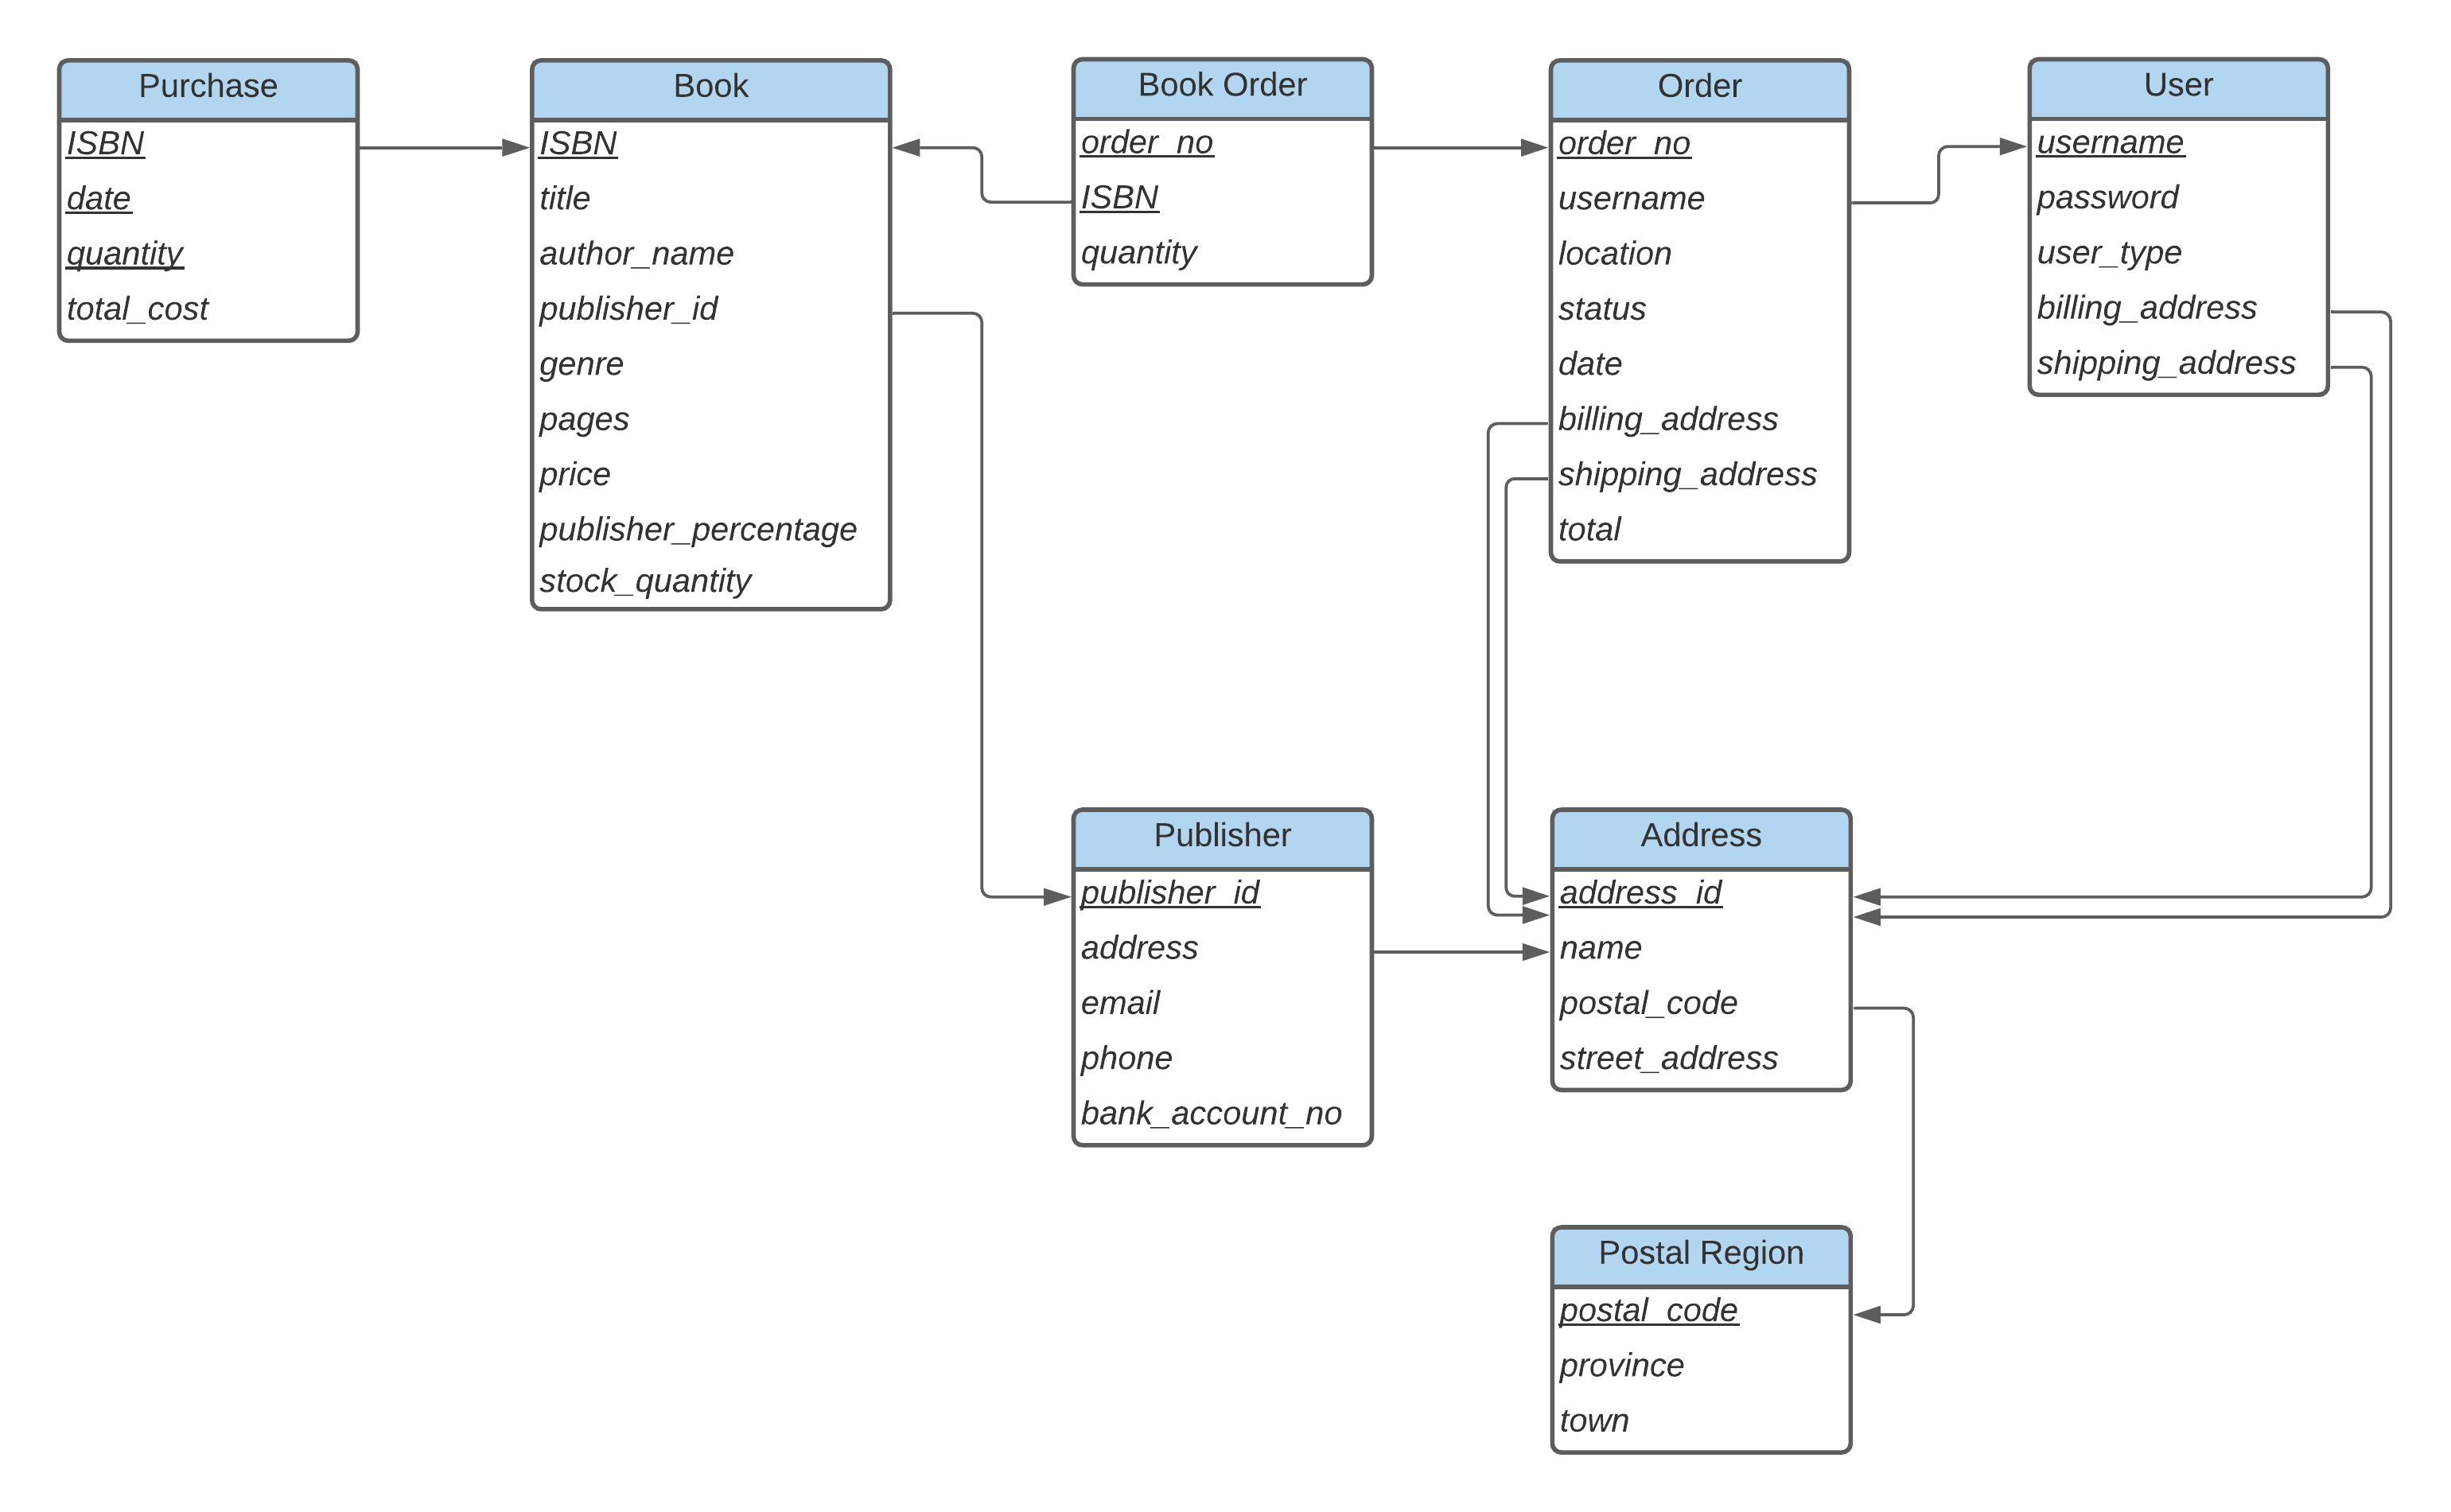 Purchase
ISBN
date
quantity
total_cost
Book
ISBN
title
author_name
publisher_id
genre
pages
price
publisher_percentage
stock_quantity
Book Order
order_no
ISBN
quantity
Order
order_no
username
location
status
date
billing_address
shipping_address
total
User
username
password
user_type
billing_address
shipping_address
Publisher
publisher_id
address
email
phone
bank_account_no
Address
address_id
name
postal_code
street_address
Postal Region
postal_code
province
town